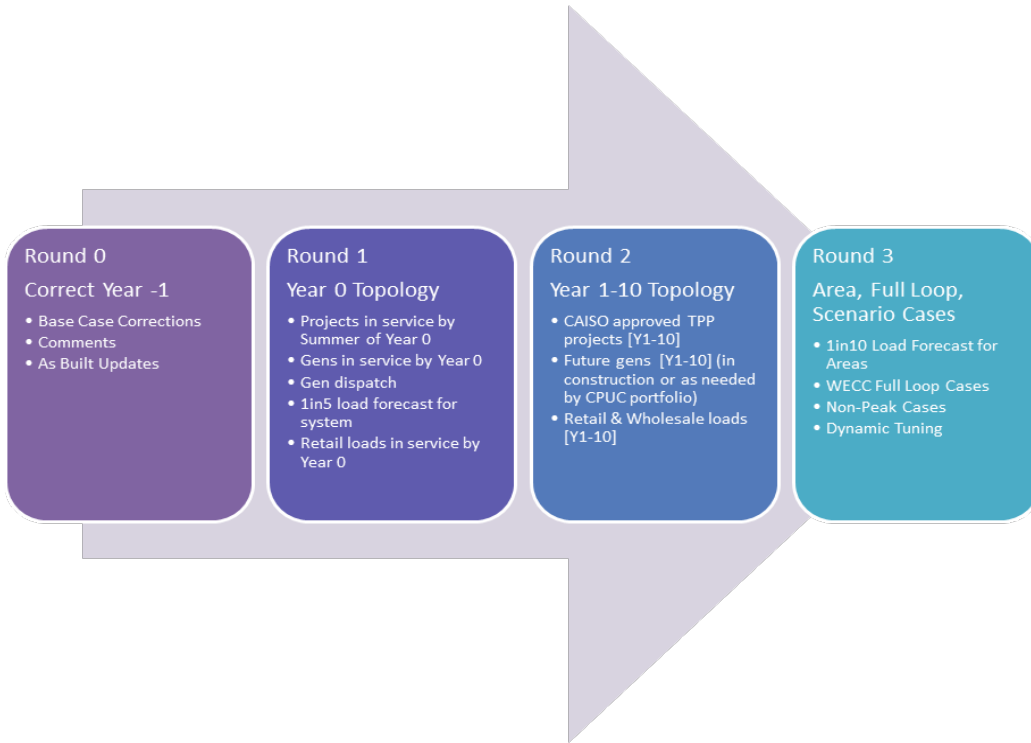 Round 0
Correct Year -1
• Base Case Corrections
• Comments
• As Built Updates
Round 1
Year 0 Topology
• Projects in service by
Summer of Year 0
• Gens in service by Year 0
• Gen dispatch
• 1in5 load forecast for
system
• Retail loads in service by
Year 0
Round 2
Year 1-10 Topology
• CAISO approved TPP
projects [Y1-10]
• Future gens [Y1-10] (in
construction or as needed
by CPUC portfolio)
• Retail & Wholesale loads
[Y1-10]
Round 3
Area, Full Loop,
Scenario Cases
• 1in10 Load Forecast for
Areas
• WECC Full Loop Cases
• Non-Peak Cases
• Dynamic Tuning